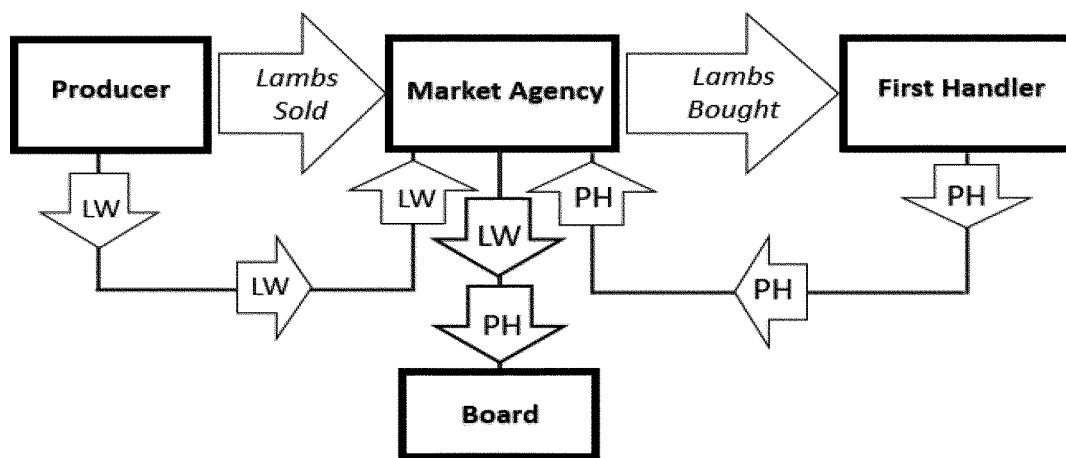 Producer
Lambs
Sold
Market Agency
Lambs
Bought
First Handler
LW
LW
PH
PH
LW
LW
PH
PH
Board